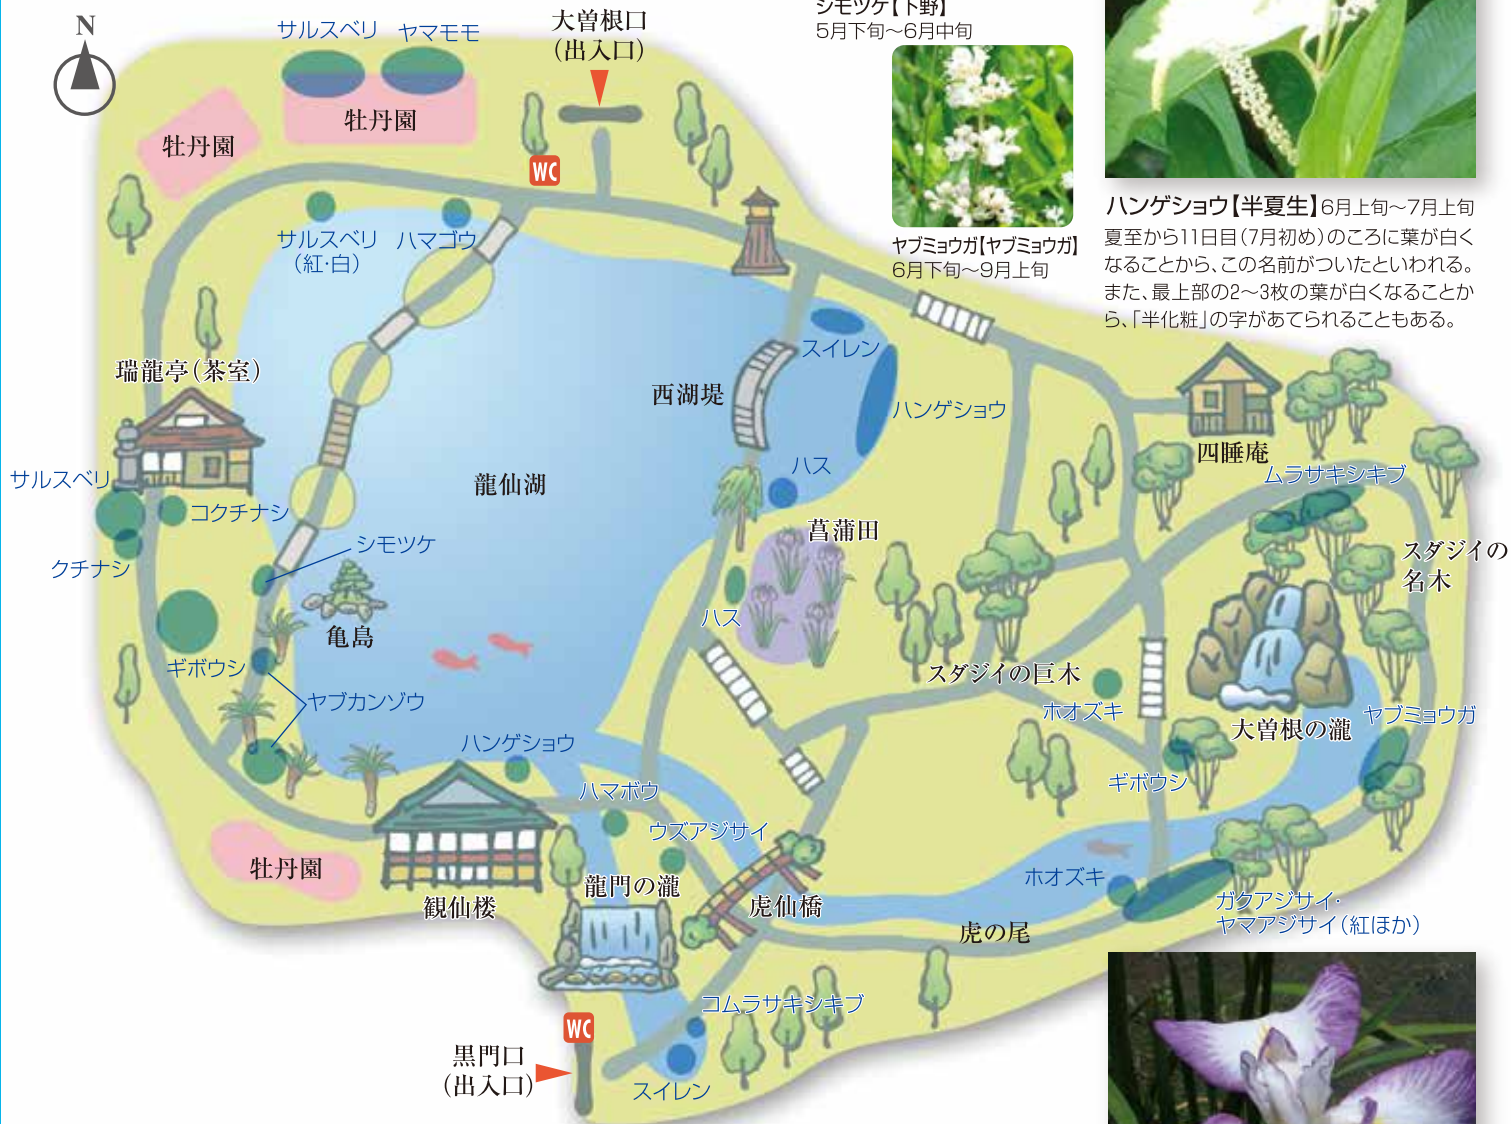 N
サルスベリ
ヤマモモ
大曽根口
（出入口）
牡丹園
牡丹園
WC
サルスベリ
（紅・白）
ハマゴウ
シモツケ【下野】
5月下旬〜6月中旬
ヤブミョウガ【ヤブミョウガ】
6月下旬〜9月上旬
ハンゲショウ【半夏生】6月上旬〜7月上旬
夏至から11日目（7月初め）のころに葉が白く
なることから、この名前がついたといわれる。
また、最上部の2〜3枚の葉が白くなることか
ら、「半化粧」の字があてられることもある。
瑞龍亭（茶室）
西湖堤
スイレン
ハンゲショウ
四睡庵
ムラサキシキブ
サルスベリ
コクチナシ
龍仙湖
ハス
菖蒲田
クチナシ
シモツケ
スダジイの
名木
亀島
ハス
ギボウシ
ヤブカンゾウ
スダジイの巨木
ホオズキ
大曽根の瀧
ヤブミョウガ
ハンゲショウ
ハマボウ
ギボウシ
ウズアジサイ
牡丹園
観仙楼
龍門の瀧
虎仙橋
ホオズキ
虎の尾
ガクアジサイ・
ヤマアジサイ（紅ほか）
コムラサキシキブ
WC
黒門口
（出入口）
スイレン